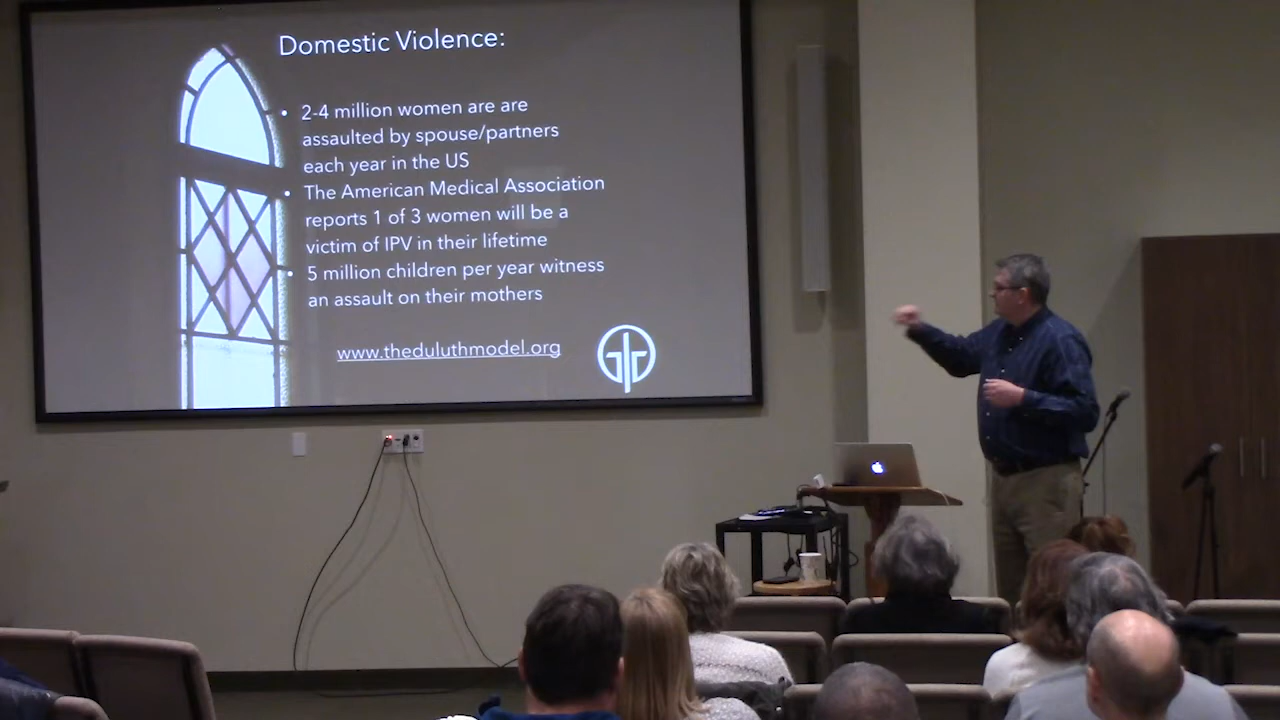 Domestic Violence:
• 2-4 million women are are
assaulted by spouse/partners
each year in the US
• The American Medical Association
reports 1 of 3 women will be a
victim of IPV in their lifetime
• 5 million children per year witness
an assault on their mothers
www.theduluthmodel.org